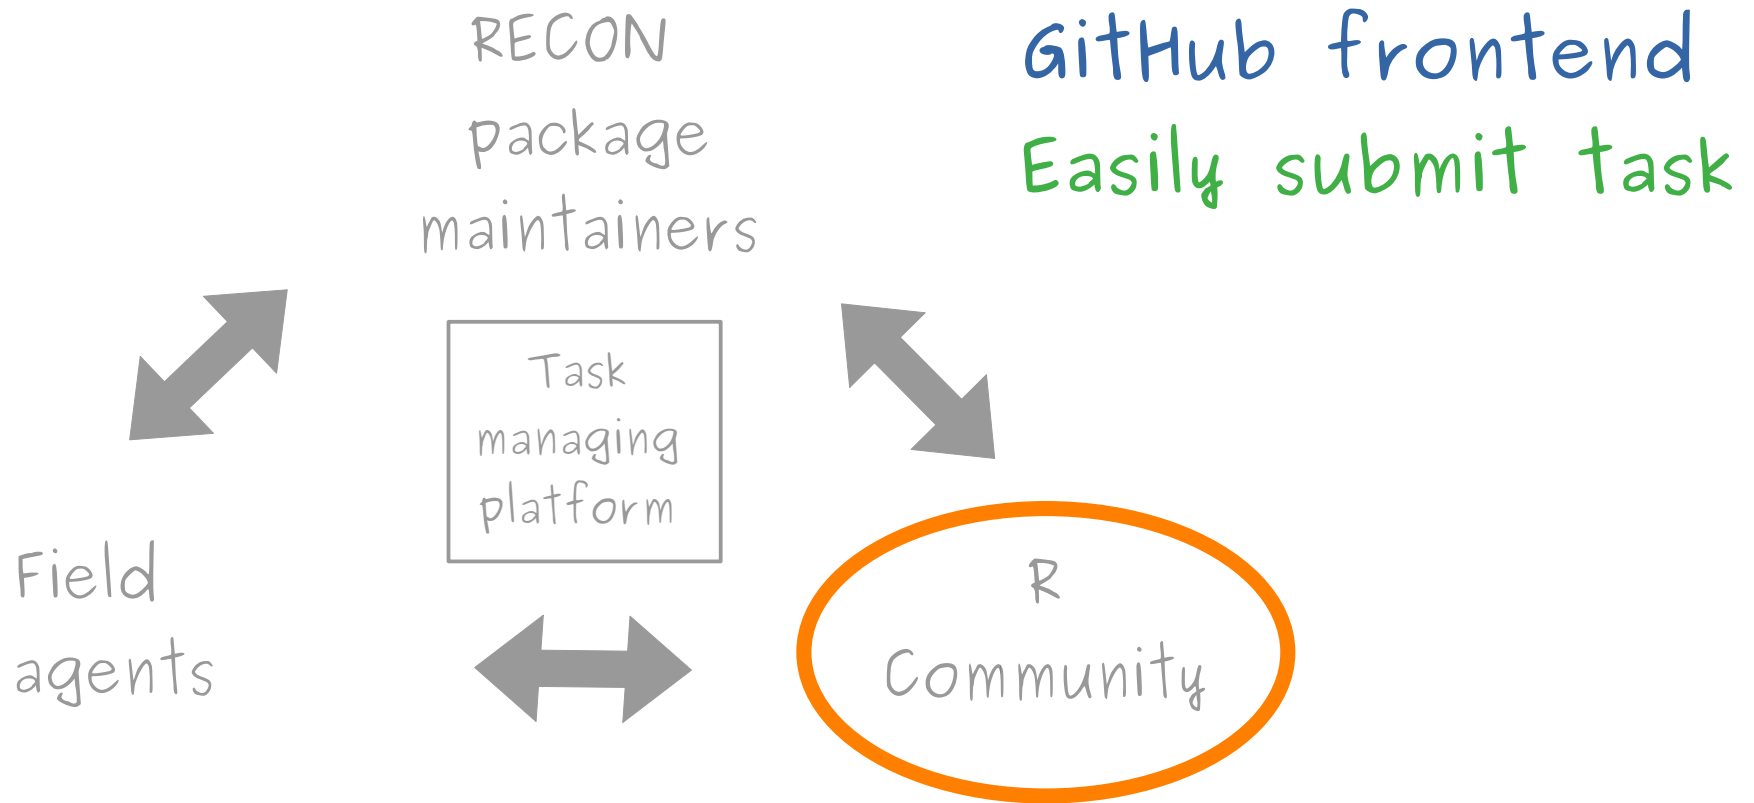 RECON
package
maintainers
GitHub frontend
Easily submit task
Task
managing
platform
Field
agents
R
Community